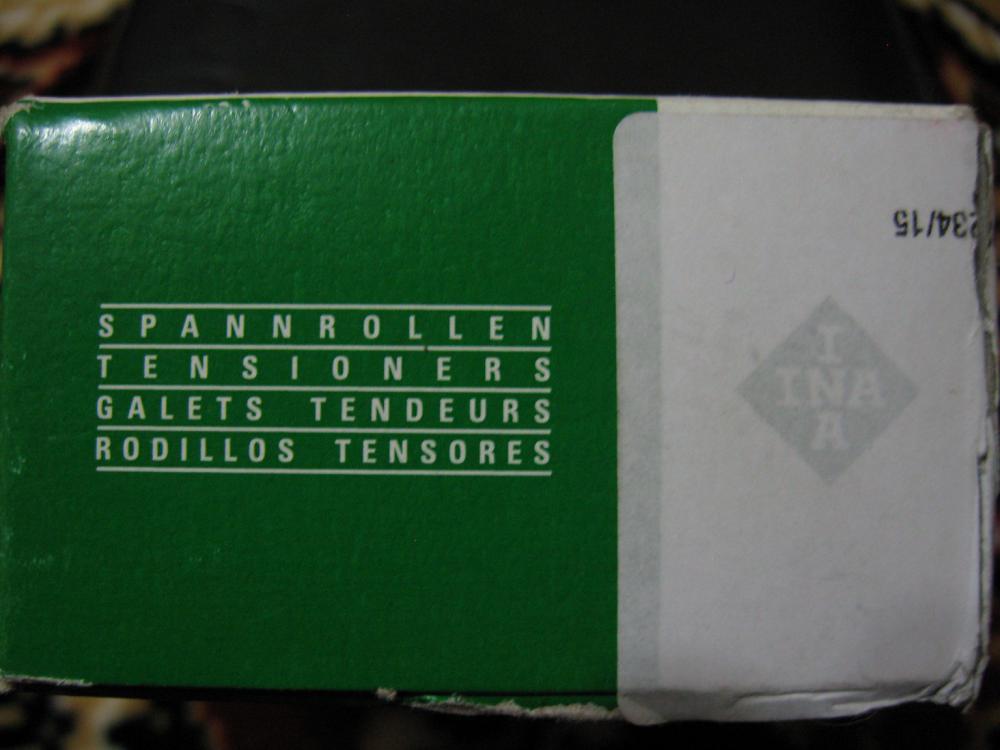 SPANNROLLEN
TENSIONERS
GALETS TENDEURS
RODILLOS TENSORES
234/15
I
INA
A